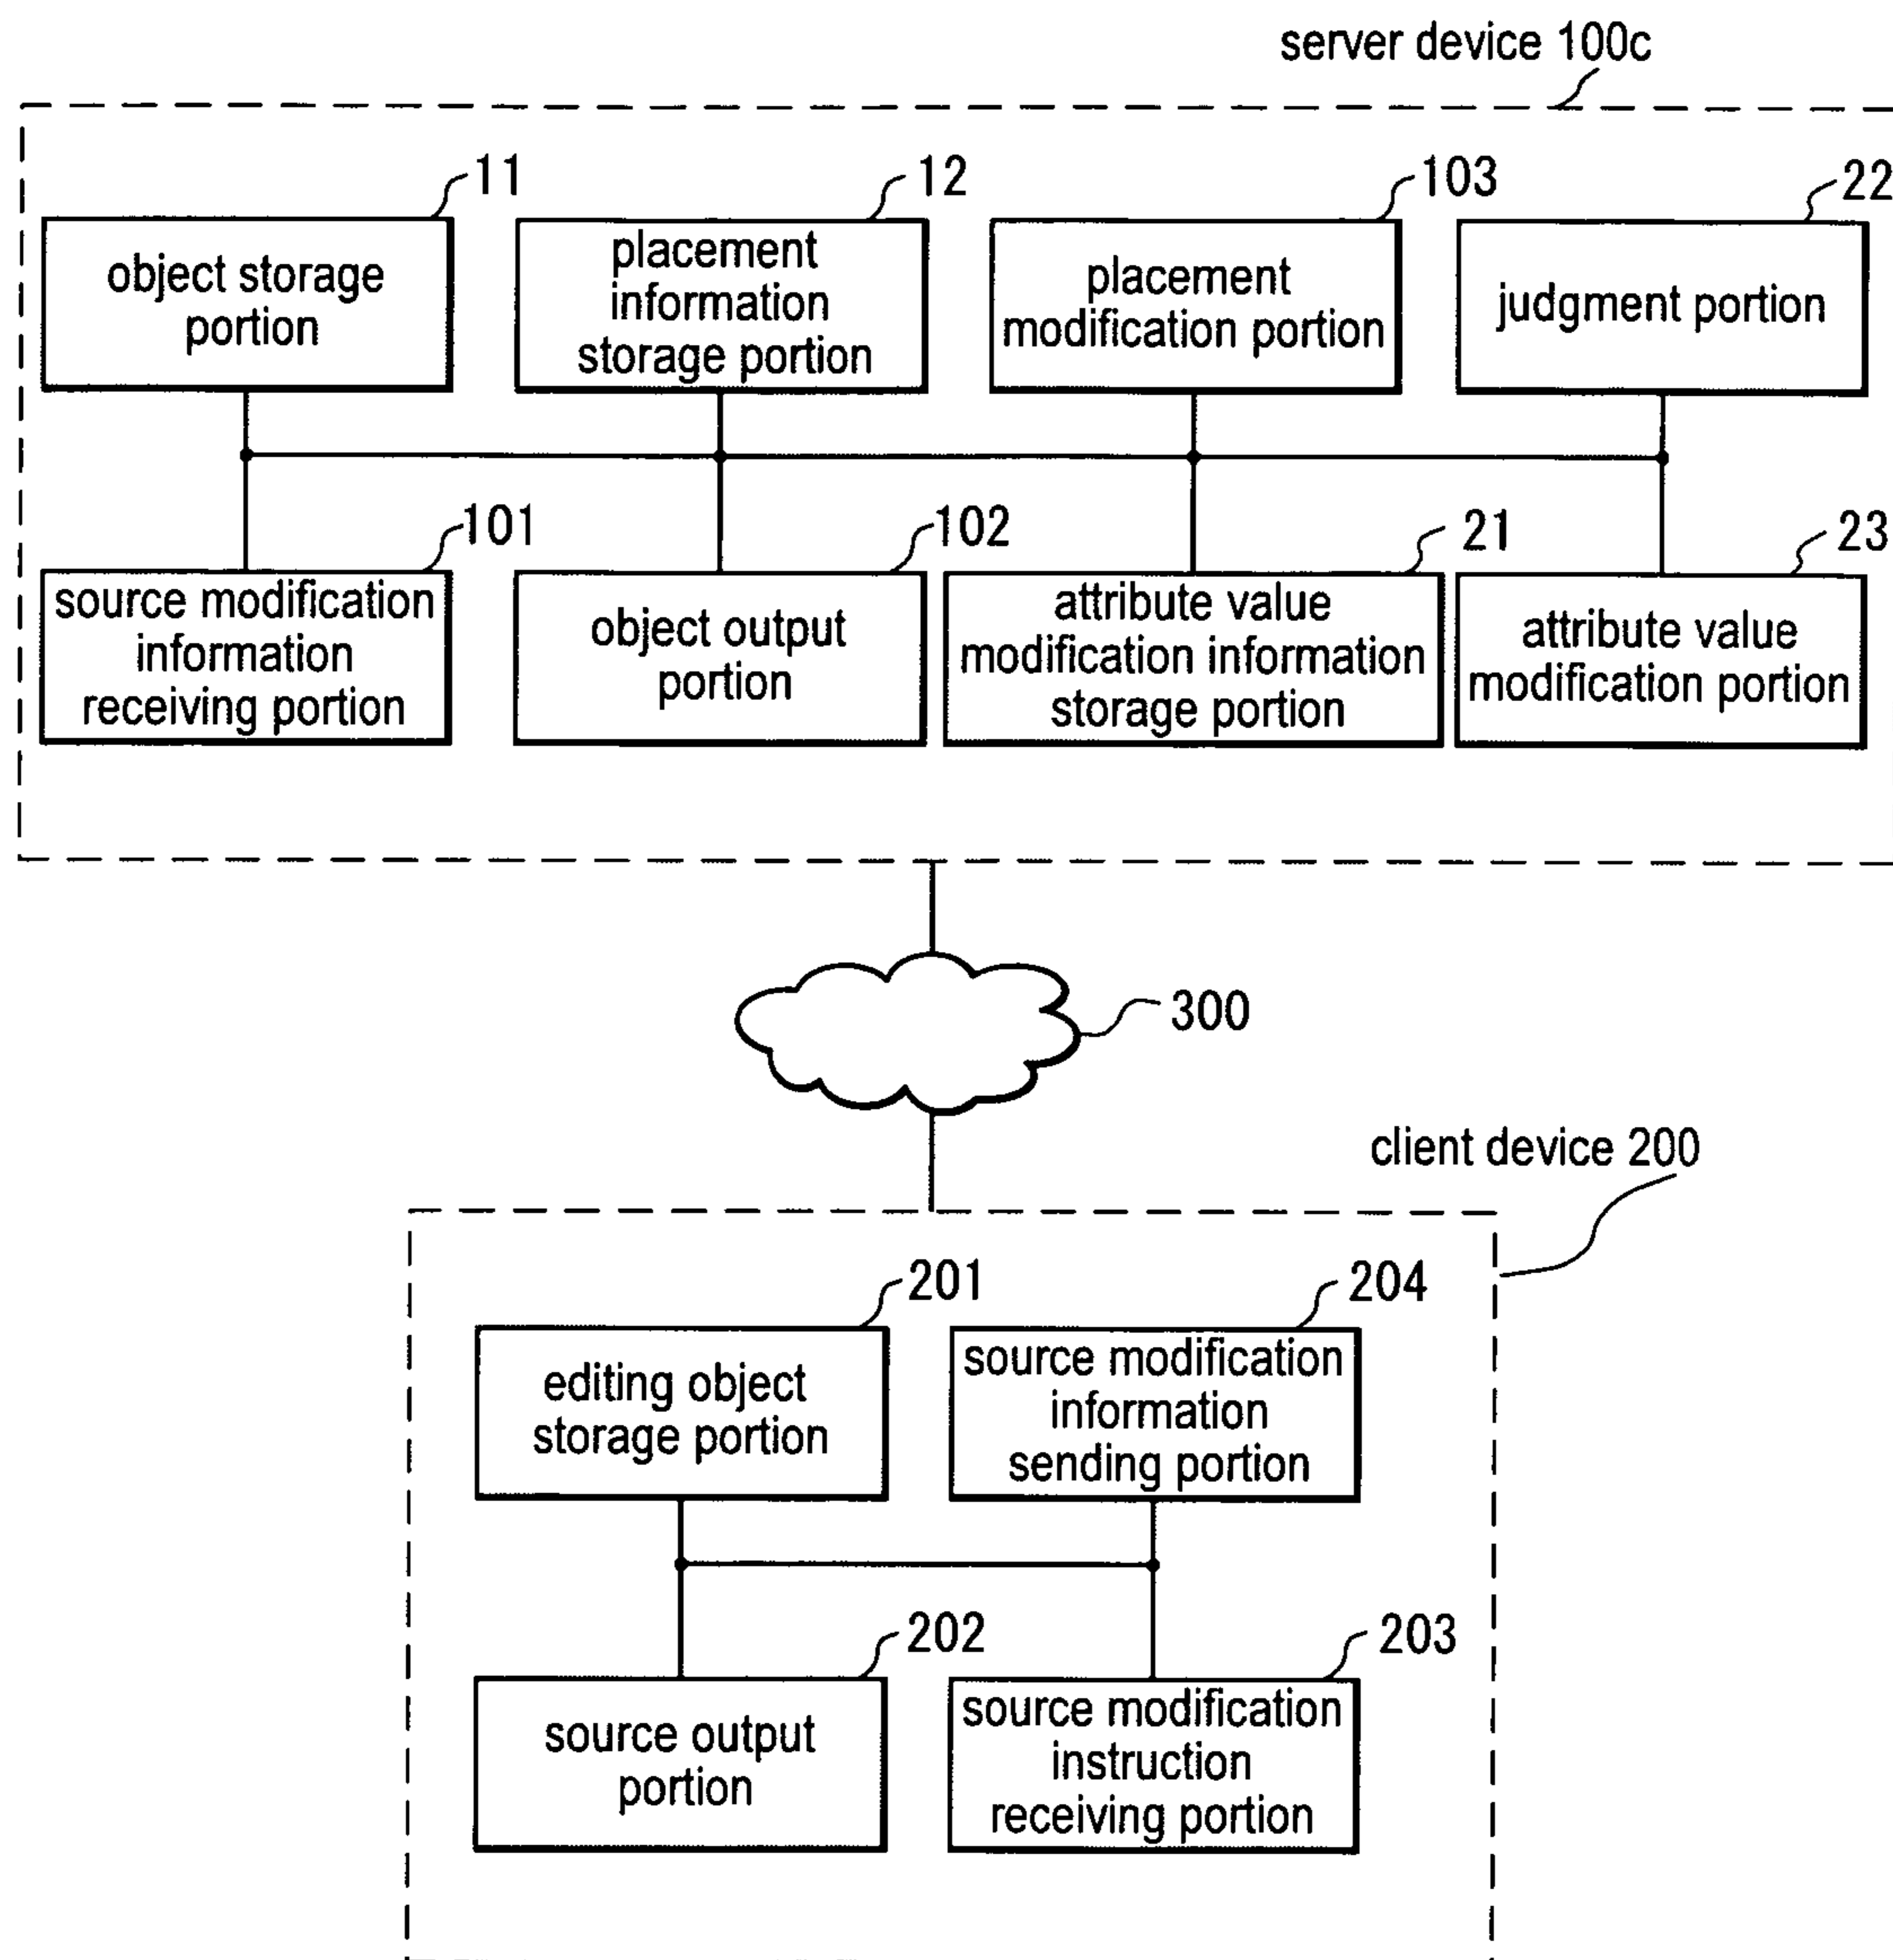 server device 100c
11
12
103
22
object storage
portion
placement
information
storage portion
placement
modification portion
judgment portion
101
102
21
23
source modification
information
receiving portion
object output
portion
attribute value
modification information
storage portion
attribute value
modification portion
300
client device 200
201
204
editing object
storage portion
source modification
information
sending portion
202
203
source output
portion
source modification
instruction
receiving portion